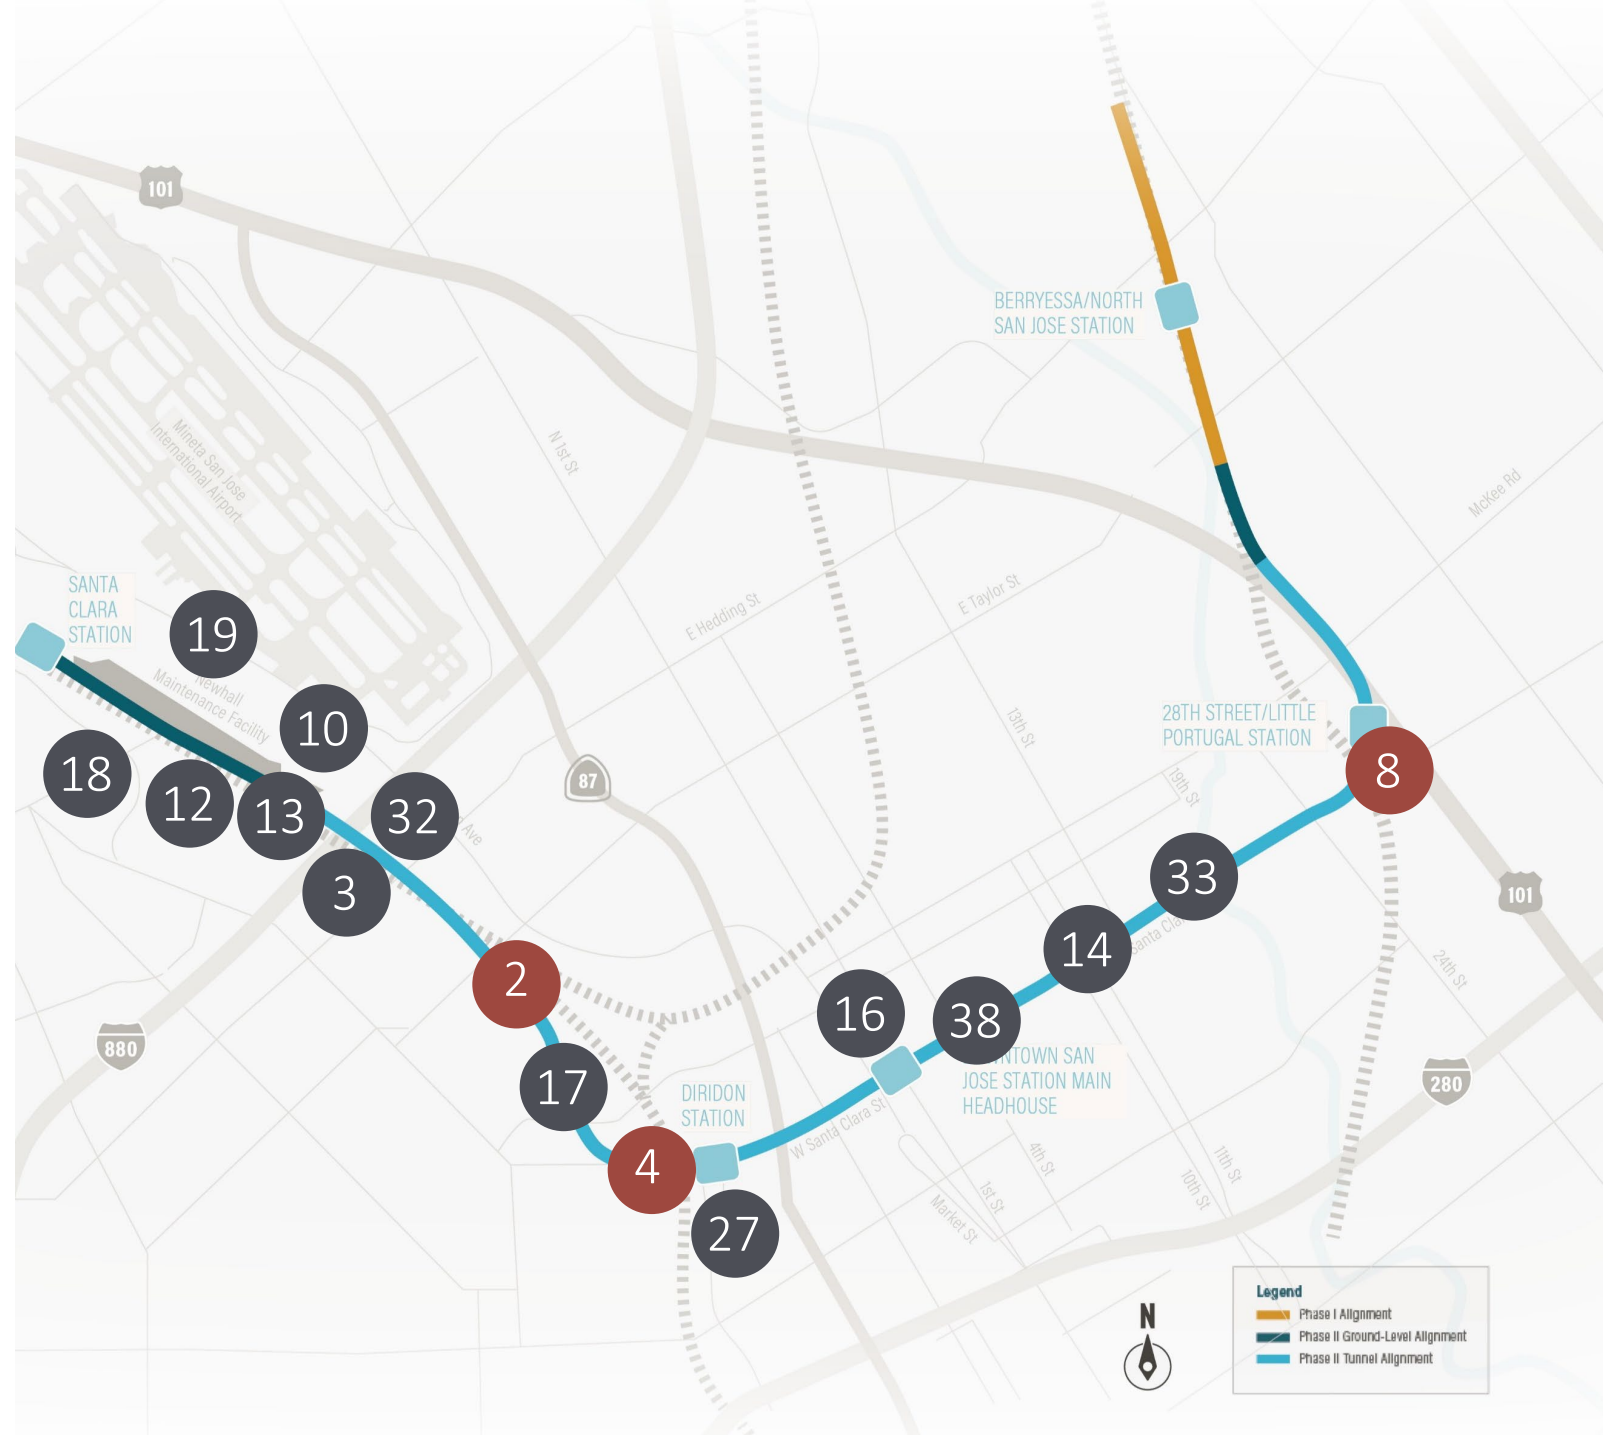 101
BERRYESSA/NORTH
SAN JOSE STATION
Mineta San Jose
International Airport
N 1st St
McKee Rd
SANTA
CLARA
STATION
19
Newhall
Maintenance Facility
E Hedding St
E Taylor St
10
18
12
13
32
Ave
3
87
13th St
19th St
28TH STREET/LITTLE
PORTUGAL STATION
8
33
14
Santa Cla
101
24th St
2
16
38
880
17
DIRIDON
STATION
NTOWN SAN
JOSE STATION MAIN
HEADHOUSE
280
W Santa Clara St
4
27
4th St
1st St
Market St
11th St
10th St
N
Legend
Phase I Alignment
Phase II Ground-Level Alignment
Phase II Tunnel Alignment